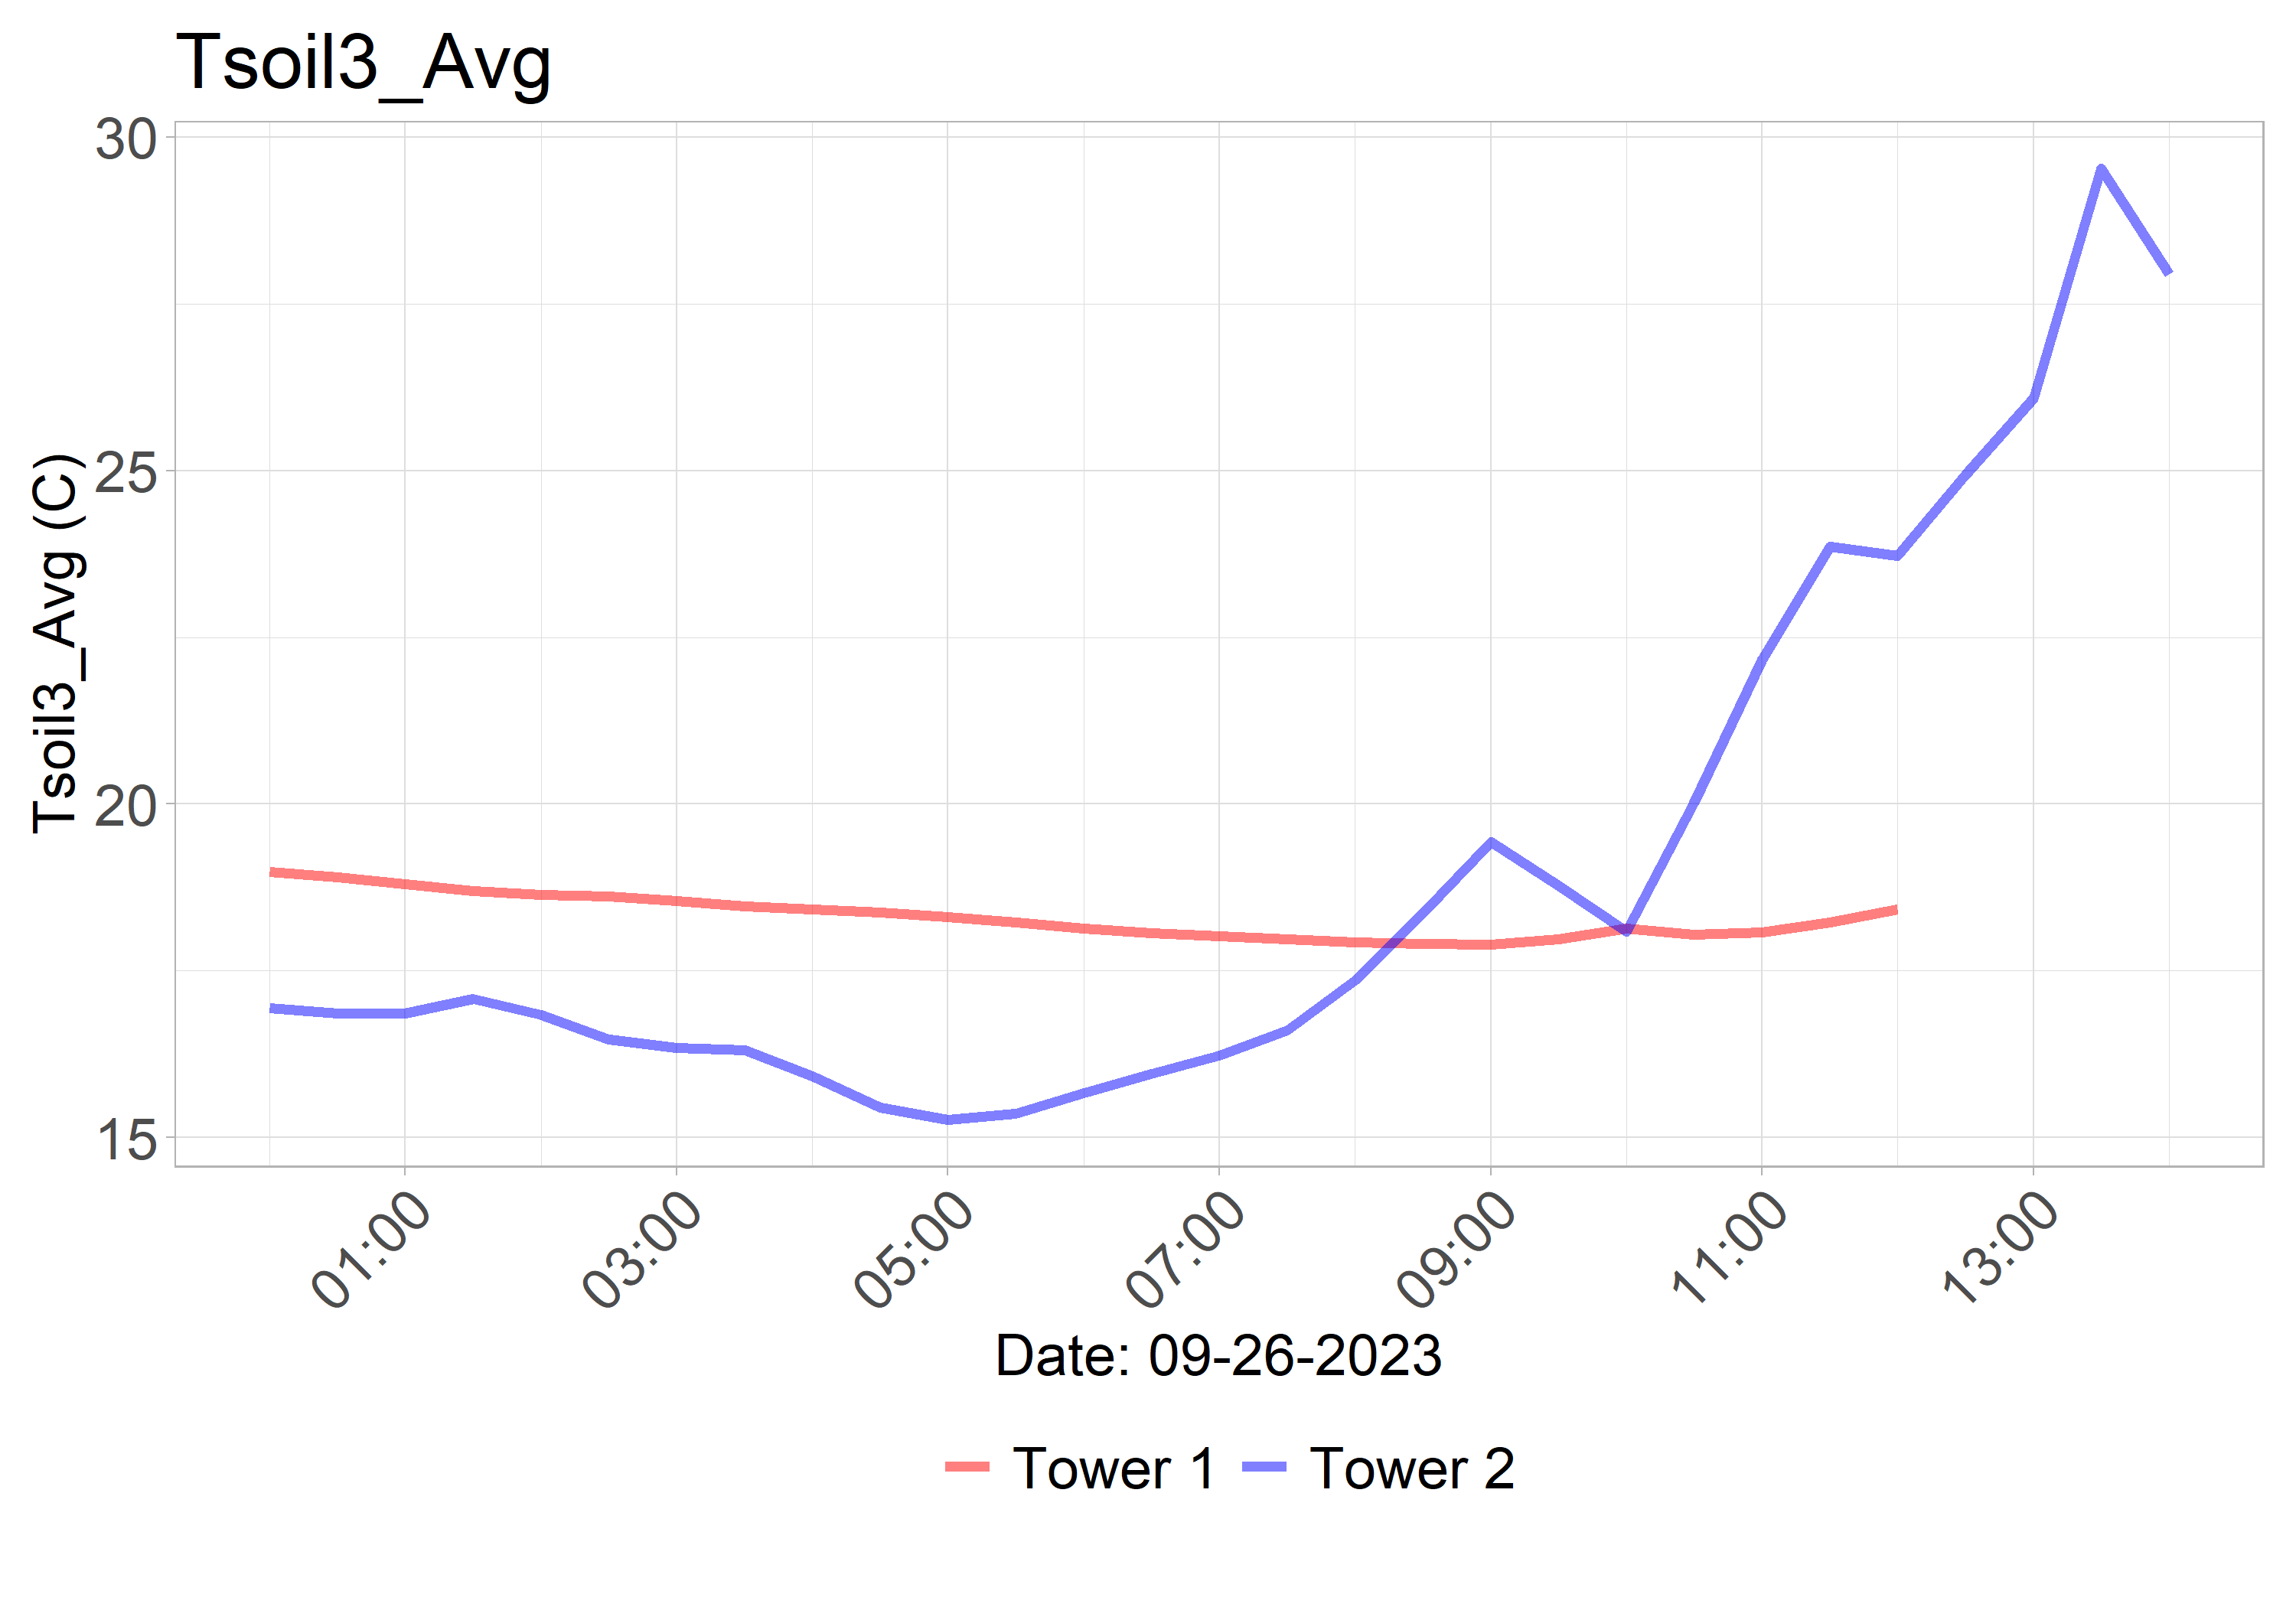 Tsoil3_Avg
Tsoil3_Avg (C)
30
25
20
15
01:00 03:00 05:00 07:00 09:00 11:00 13:00
Date: 09-26-2023
Tower 1 Tower 2